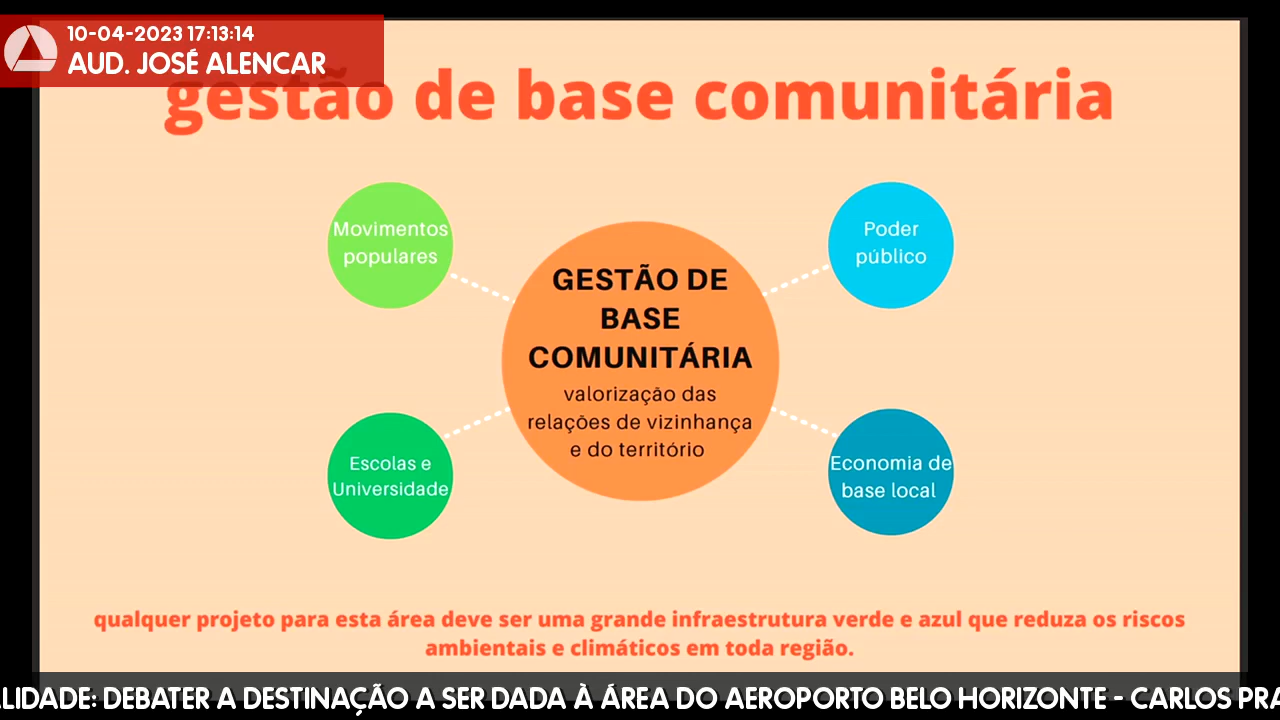 10-04-2023 17:13:14
AUD. JOSÉ ALENCAR
gestão de base comunitária
Movimentos
populares
Poder
público
GESTÃO DE
BASE
COMUNITÁRIA
valorização das
relações de vizinhança
e do território
Escolas e
Universidade
Economia de
base local
qualquer projeto para esta área deve ser uma grande infraestrutura verde e azul que reduza os riscos
ambientais e climáticos em toda região.
LIDADE: DEBATER A DESTINAÇÃO A SER DADA À ÁREA DO AEROPORTO BELO HORIZONTE - CARLOS PRA